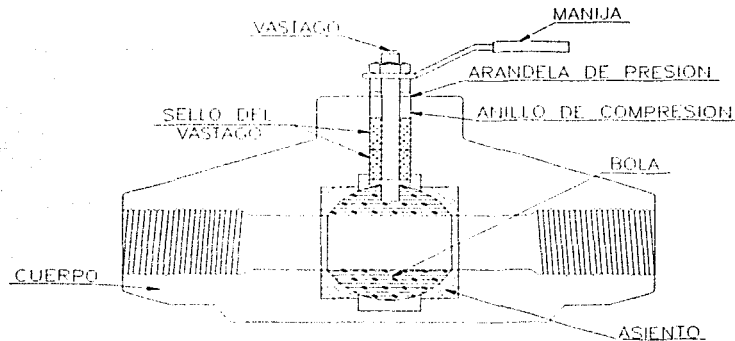 MANIJA
VASTAGO
ARANDELA DE PRESION
SELLO DEL
VASTAGO
ANILLO DE COMPRESION
BOLA
CUERPO
ASIENTO